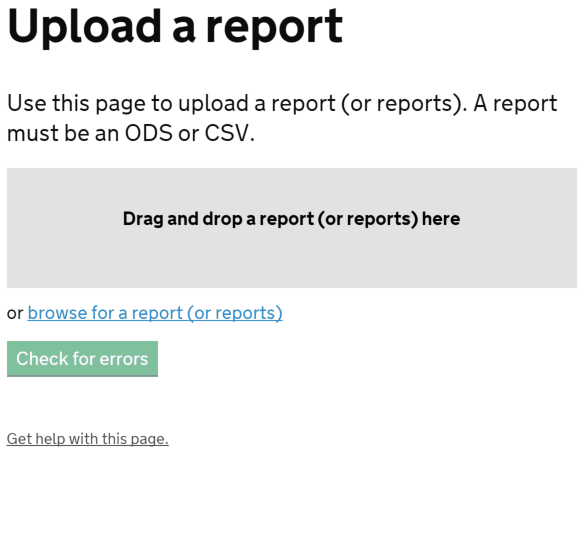 Upload a report
Use this page to upload a report (or reports). A report
must be an ODS or CSV.
Drag and drop a report (or reports) here
or browse for a report (or reports)
Check for errors
Get help with this page.